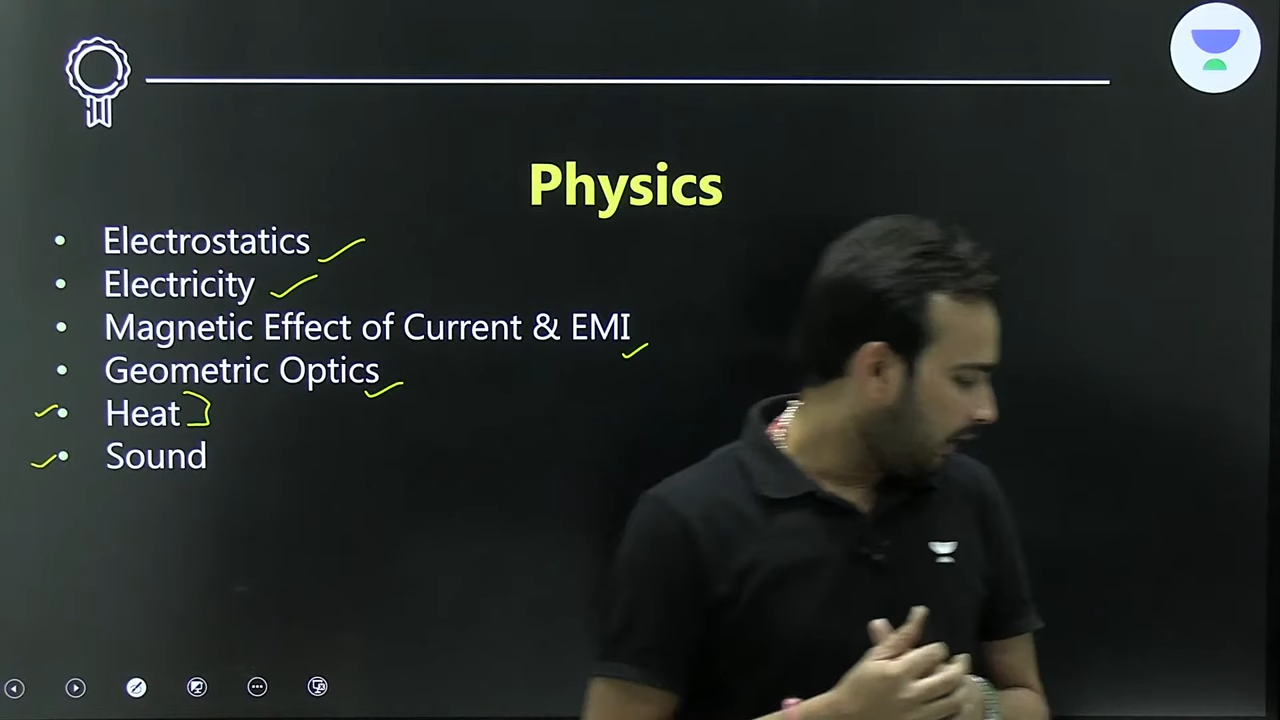 Physics
• Electrostatics
• Electricity
• Magnetic Effect of Current & EMI
• Geometric Optics
• Heat
• Sound